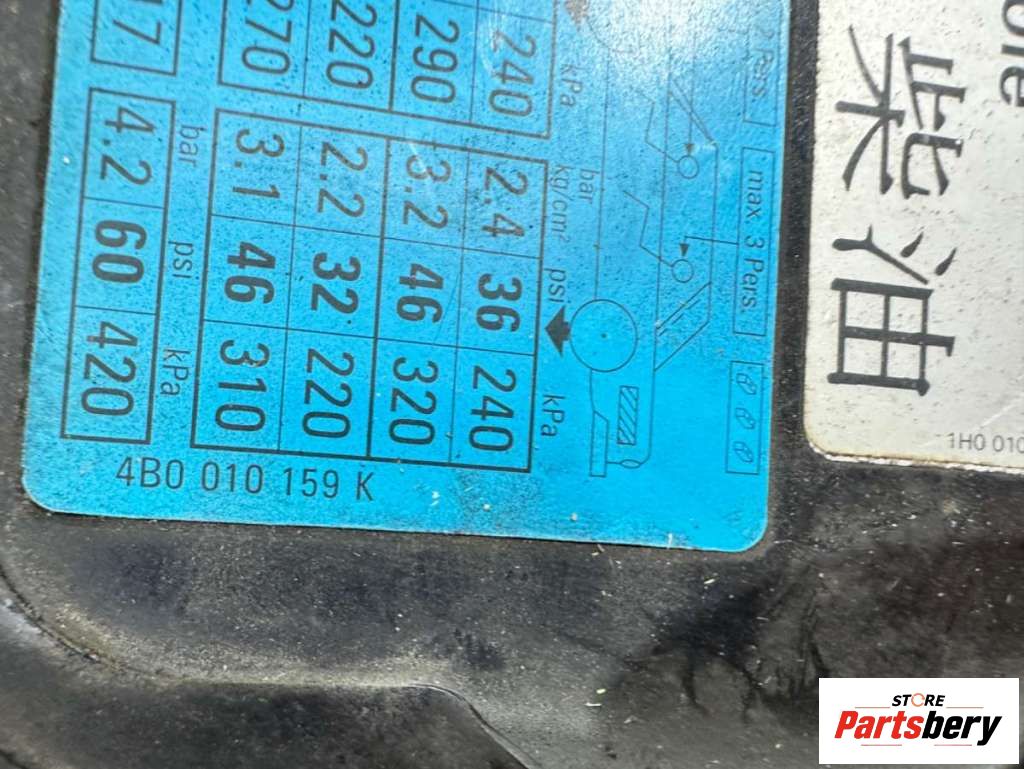 柴油
1H0 010
Pers. max. 3 Pers.
kPa bar kg/cm² psi kPa
240 2.4 36 240
290 3.2 46 320
220 2.2 32 220
270 3.1 46 310
bar psi kPa
4.2 60 420
4B0 010 159 K
STORE
Partsbery